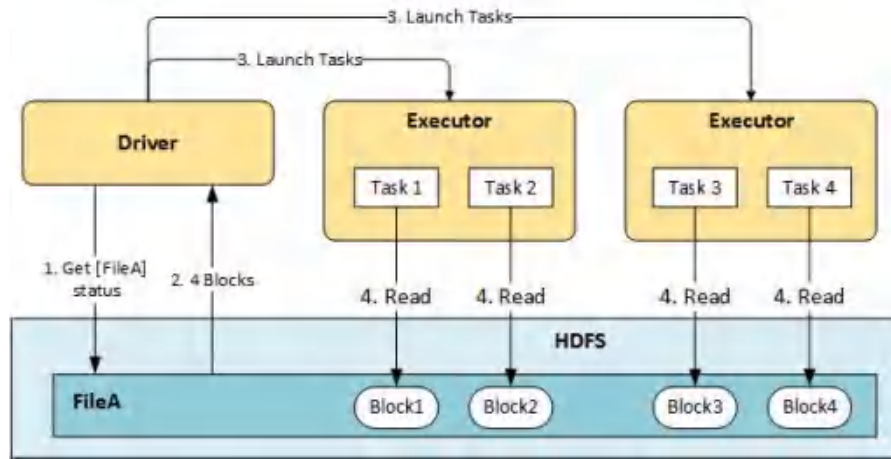 3. Launch Tasks
3. Launch Tasks
Driver
Executor
Executor
Task 1
Task 2
Task 3
Task 4
1. Get [FileA]
status
2. 4 Blocks
4. Read
4. Read
4. Read
4. Read
HDFS
FileA
Block1
Block2
Block3
Block4